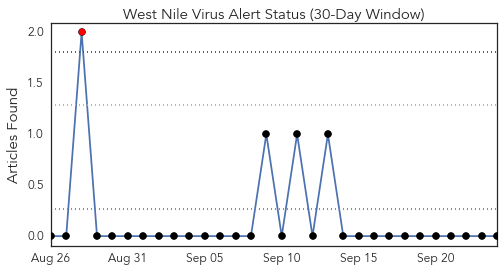 West Nile Virus Alert Status (30-Day Window)
Articles Found
2.0
1.5
1.0
0.5
0.0
Aug 26 Aug 31 Sep 05 Sep 10 Sep 15 Sep 20